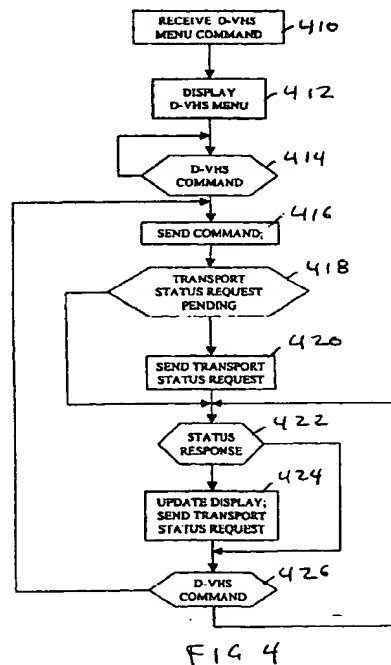 RECEIVE D-VHS
MENU COMMAND
410
DISPLAY
D-VHS MENU
412
D-VHS
COMMAND
414
SEND COMMAND;
416
TRANSPORT
STATUS REQUEST
PENDING
418
SEND TRANSPORT
STATUS REQUEST
420
STATUS
RESPONSE
422
UPDATE DISPLAY;
SEND TRANSPORT
STATUS REQUEST
424
D-VHS
COMMAND
426
FIG 4